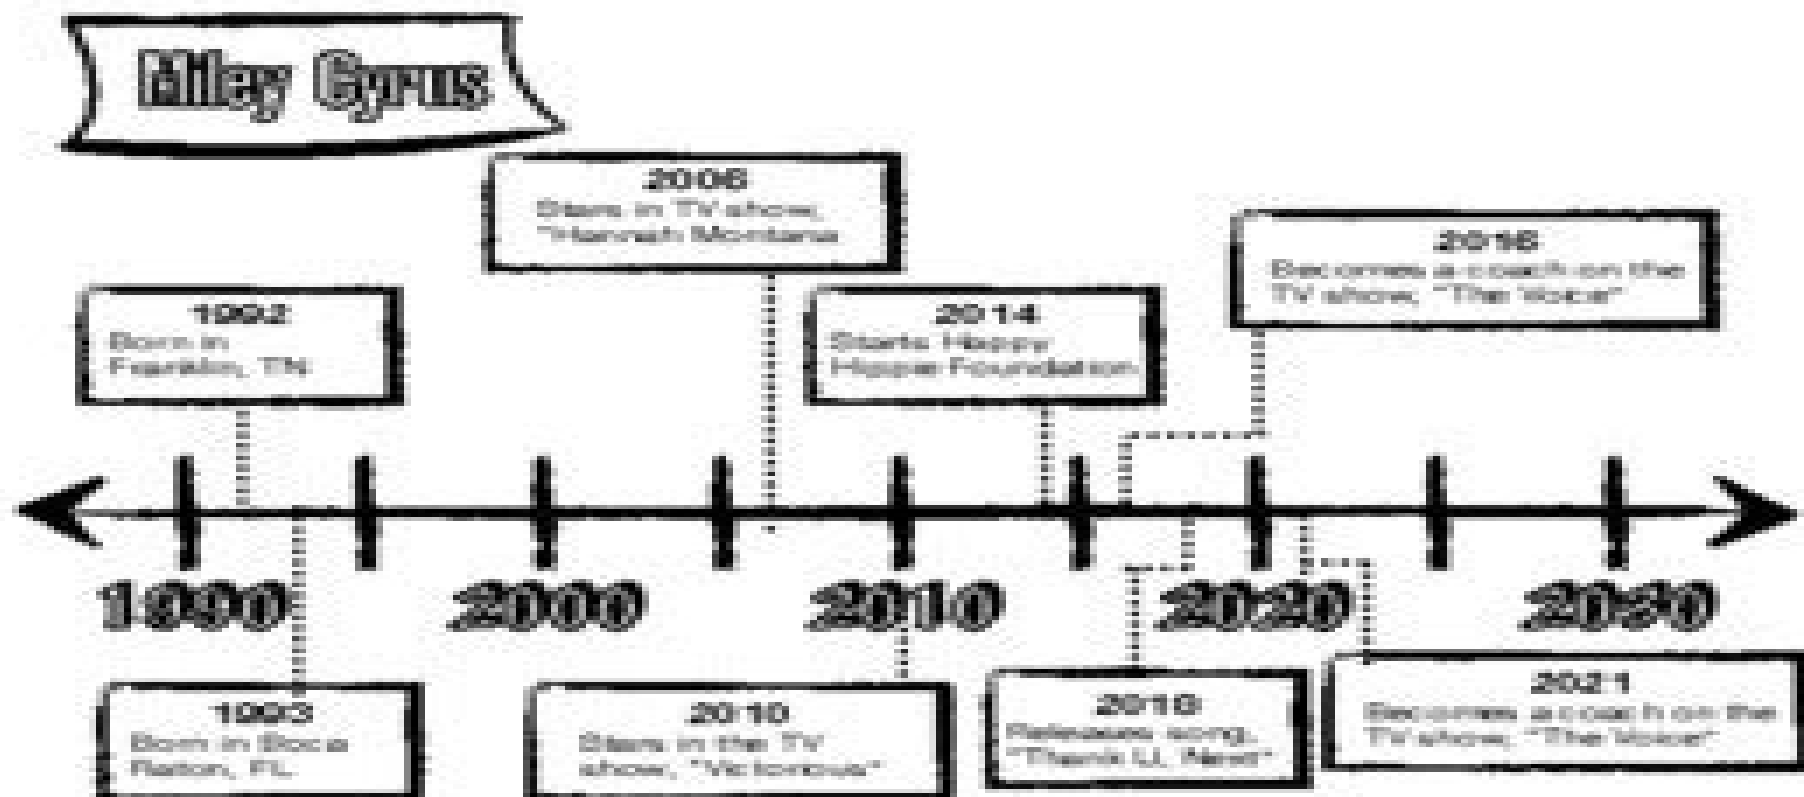 Miley Cyrus
2006
Stars in TV show,
"Hannah Montana
2016
Becomes a coach on the
TV show, "The Voice"
1992
Born in
Franklin, TN
2014
Starts Happy
Hippie Foundation
1990
2000
2010
2020
1993
Born in Boca
Raton, FL
2010
Stars in the TV
show, "Victorious"
2018
Releases song,
"Thank U, Next"
2021
Becomes a coach on the
TV show, "The Voice"